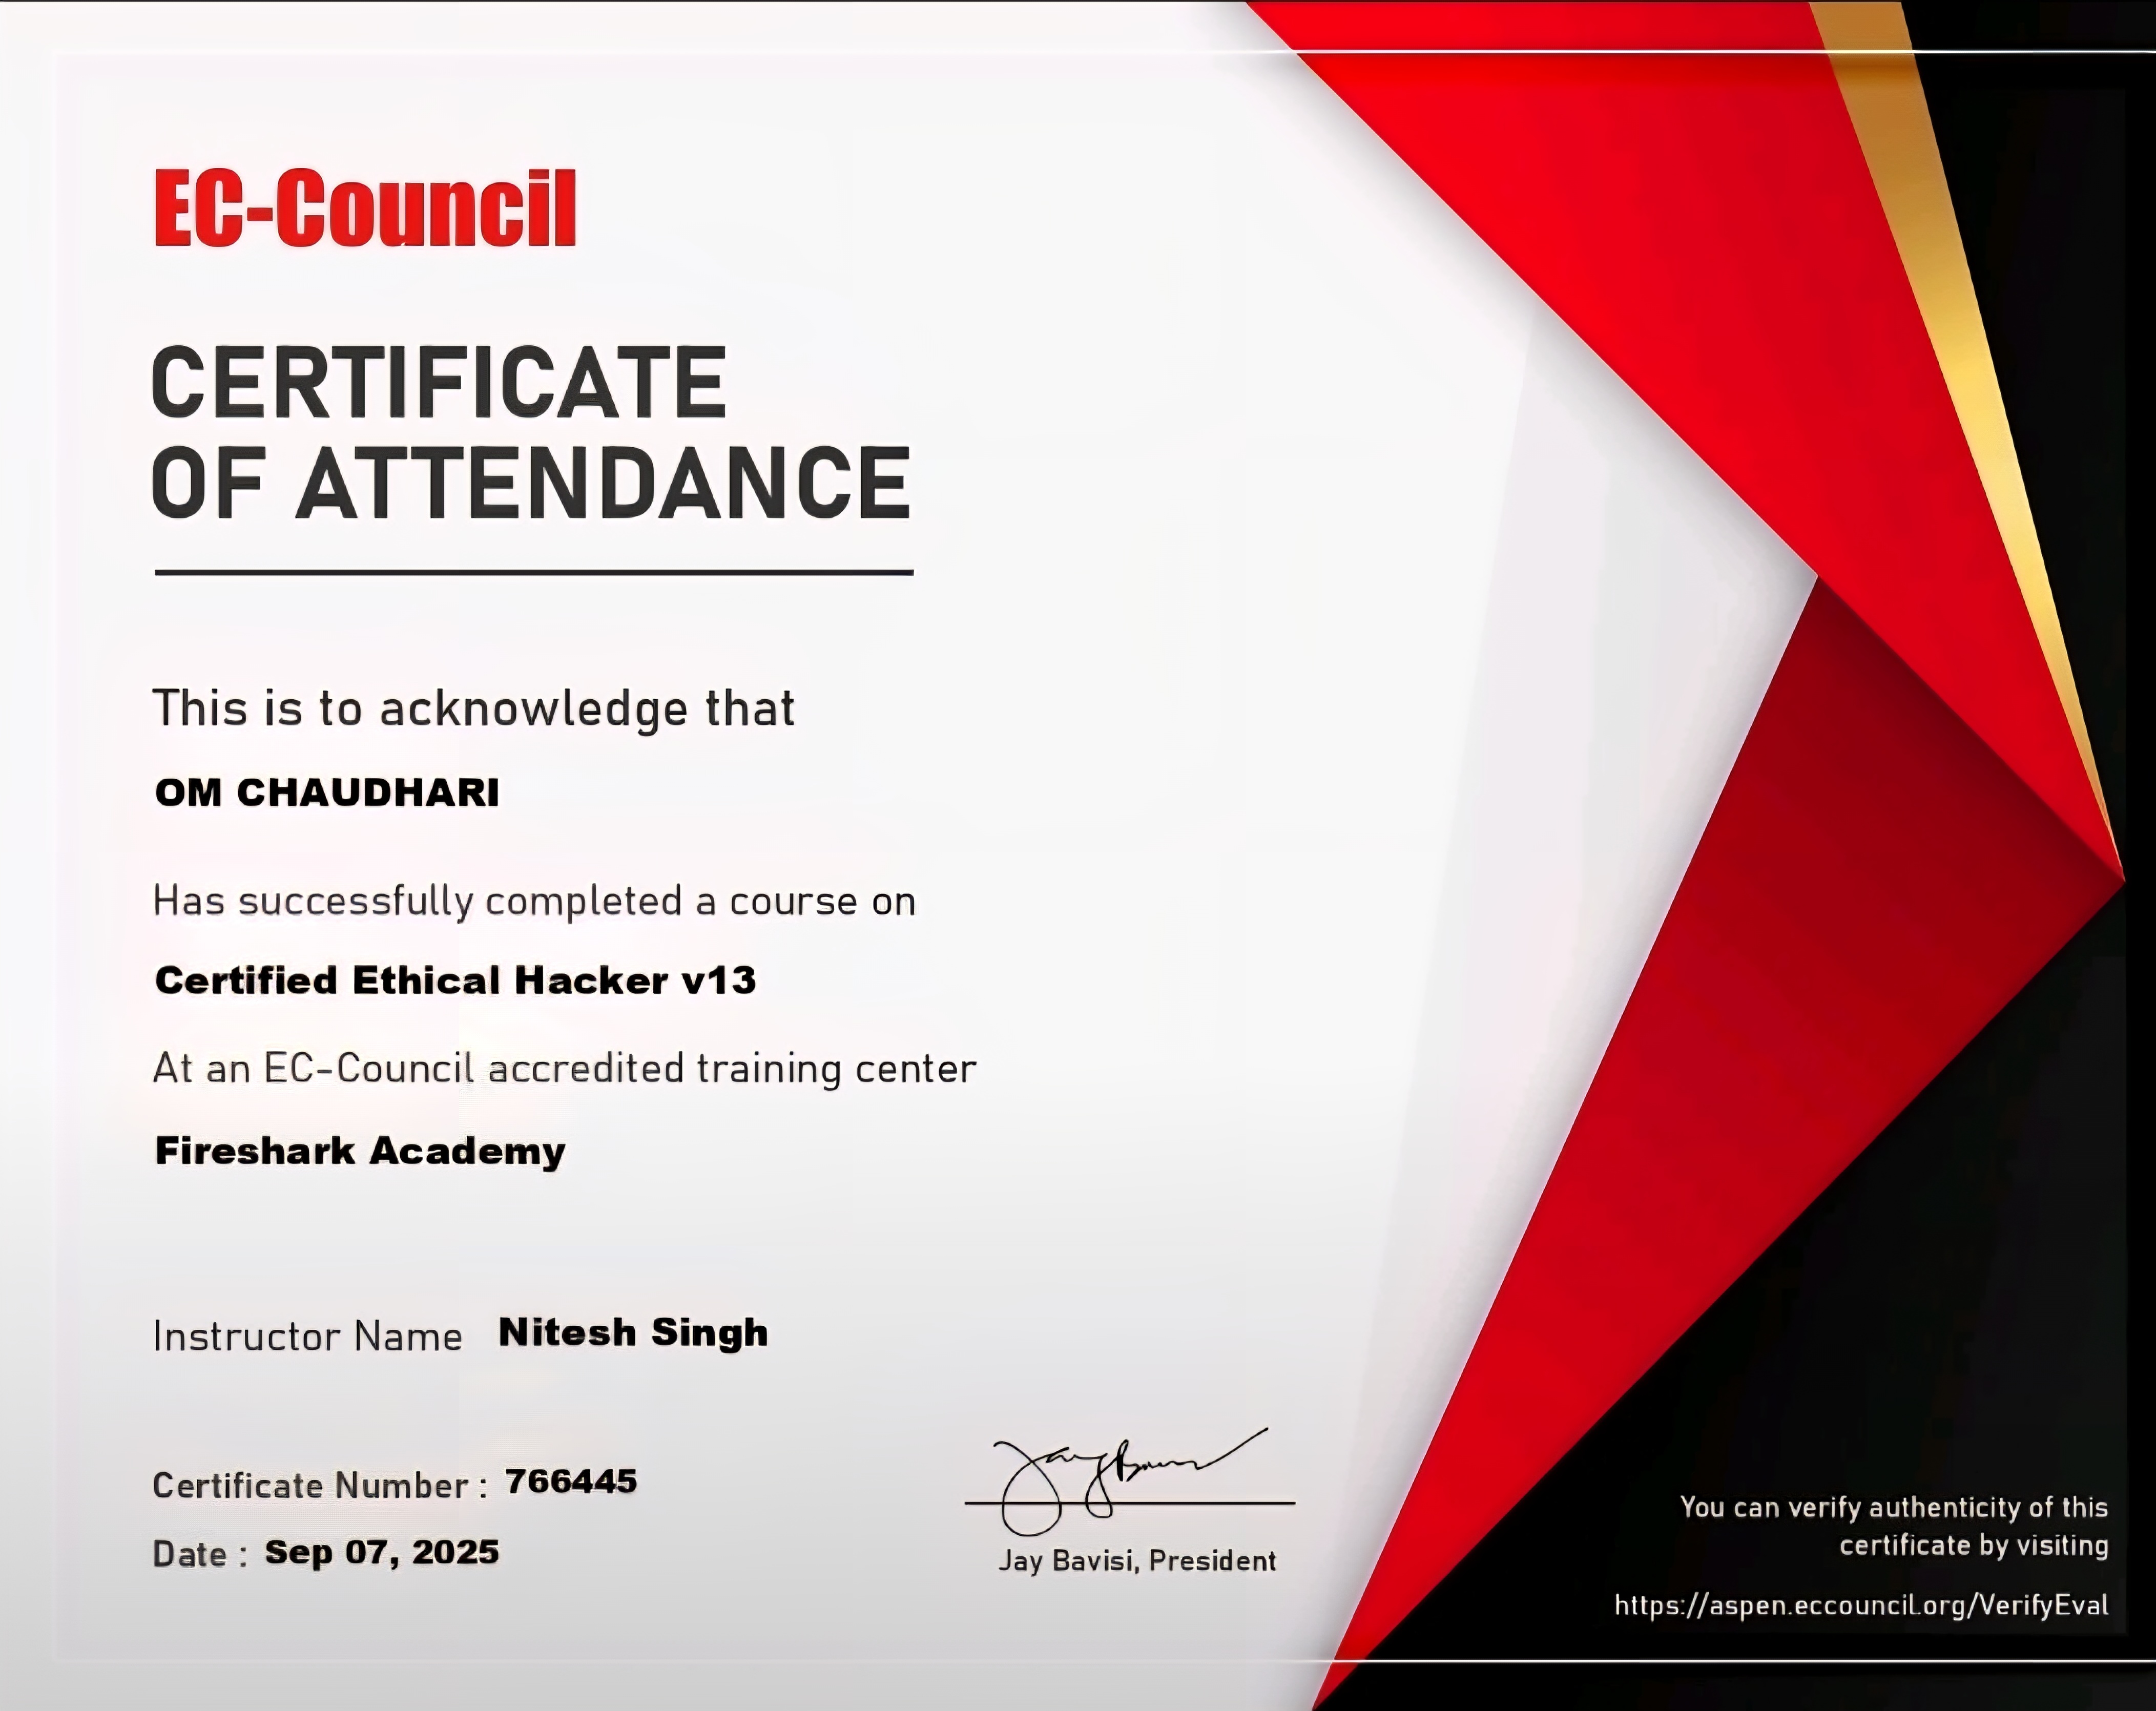 EC-Council
CERTIFICATE
OF ATTENDANCE
This is to acknowledge that
OM CHAUDHARI
Has successfully completed a course on
Certified Ethical Hacker v13
At an EC-Council accredited training center
Fireshark Academy
Instructor Name Nitesh Singh
Certificate Number : 766445
Date : Sep 07, 2025
Jay Bavisi, President
You can verify authenticity of this
certificate by visiting
https://aspen.eccouncil.org/VerifyEval